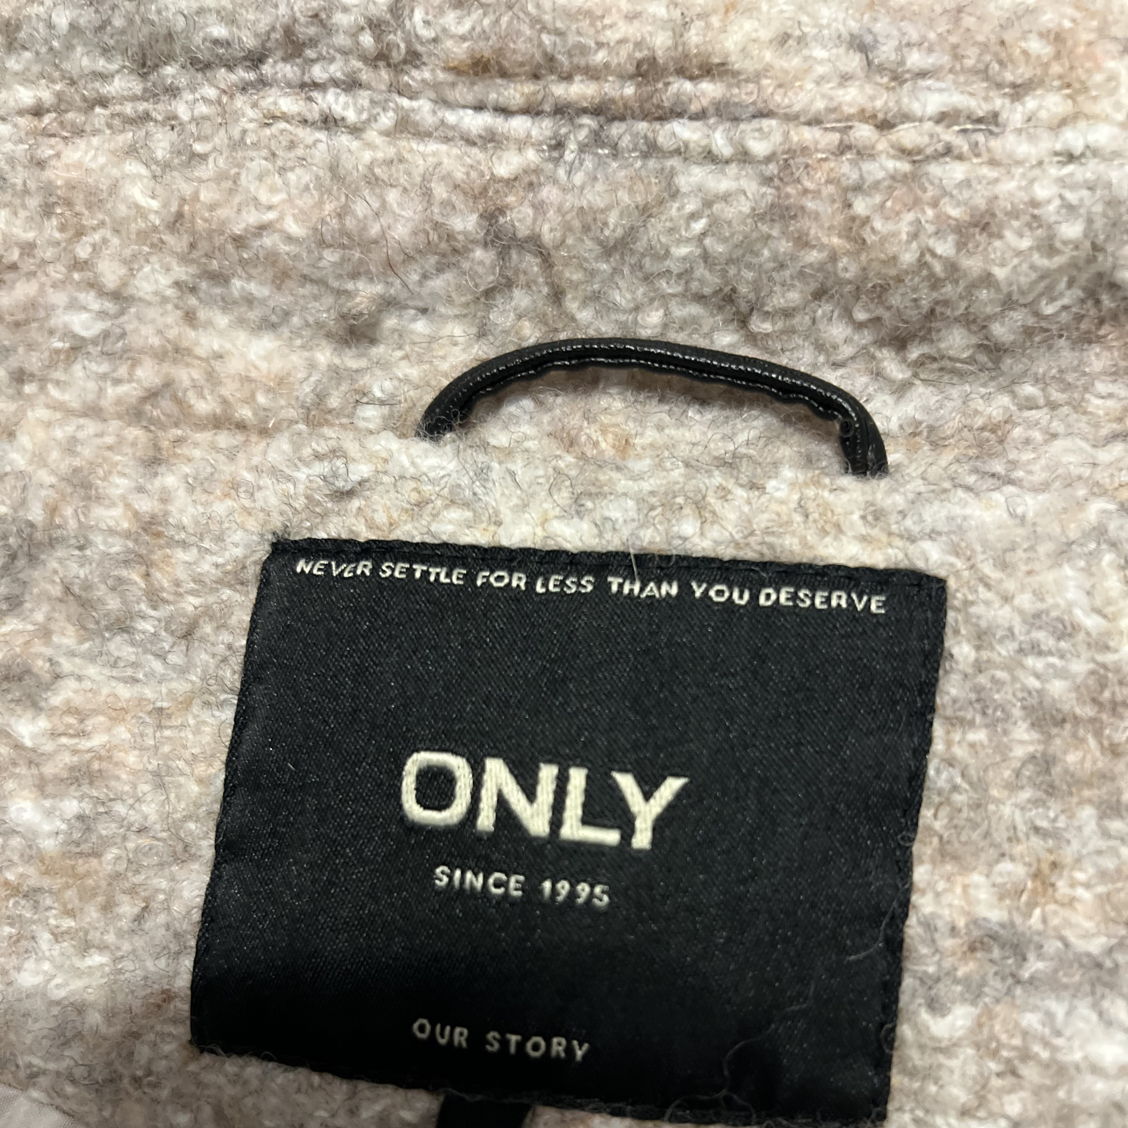 NEVER SETTLE FOR LESS THAN YOU DESERVE
ONLY
SINCE 1995
OUR STORY